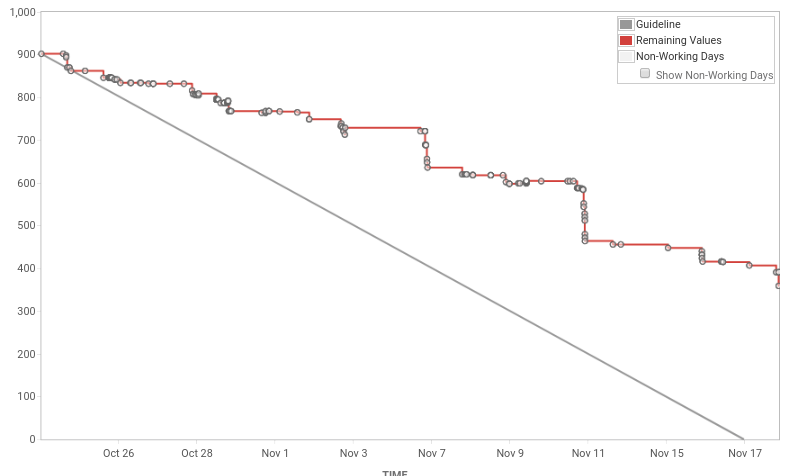 1,000
900
800
700
600
500
400
300
200
100
0
Guideline
Remaining Values
Non-Working Days
Show Non-Working Days
Oct 26 Oct 28 Nov 1 Nov 3 Nov 7 Nov 9 Nov 11 Nov 15 Nov 17
TIME